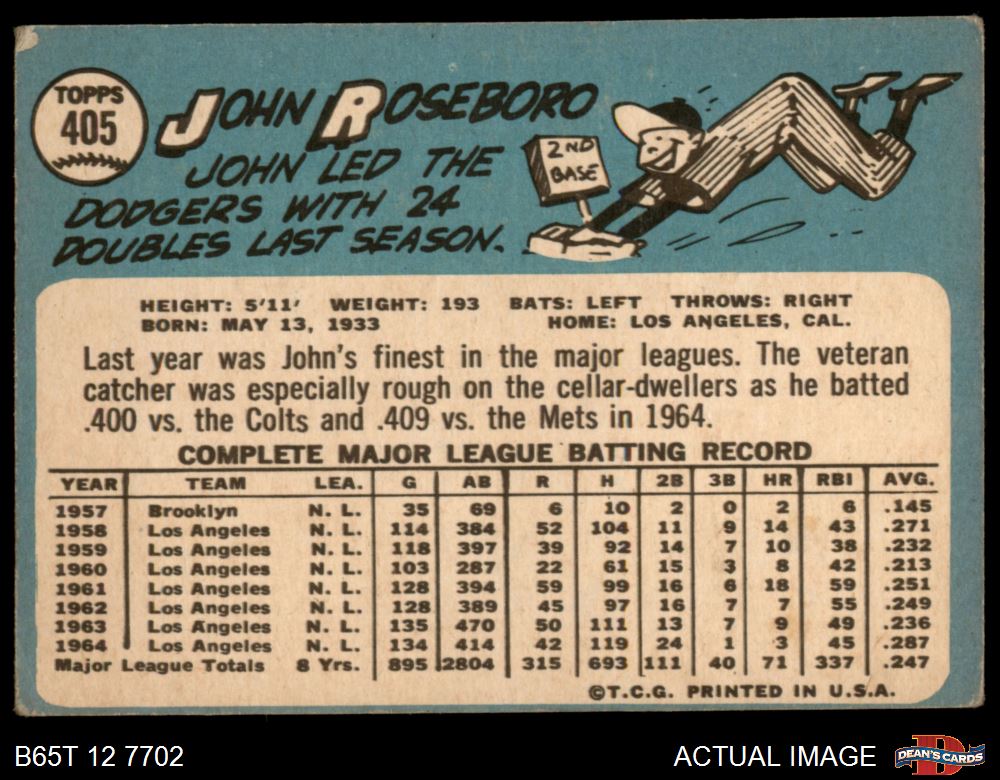 TOPPS
405
JOHN ROSEBORO
JOHN LED THE
DODGERS WITH 24
DOUBLES LAST SEASON.
2ND
BASE
HEIGHT: 5'11' WEIGHT: 193 BATS: LEFT THROWS: RIGHT
BORN: MAY 13, 1933 HOME: LOS ANGELES, CAL.
Last year was John's finest in the major leagues. The veteran
catcher was especially rough on the cellar-dwellers as he batted
.400 vs. the Colts and .409 vs. the Mets in 1964.
COMPLETE MAJOR LEAGUE BATTING RECORD
YEAR TEAM LEA. G AB R H 2B 3B HR RBI AVG.
1957 Brooklyn N. L. 35 69 6 10 2 0 2 6 .145
1958 Los Angeles N. L. 114 384 52 104 11 9 14 43 .271
1959 Los Angeles N. L. 118 397 39 92 14 7 10 38 .232
1960 Los Angeles N. L. 103 287 22 61 15 3 8 42 .213
1961 Los Angeles N. L. 128 394 59 99 16 6 18 59 .251
1962 Los Angeles N. L. 128 389 45 97 16 7 7 55 .249
1963 Los Angeles N. L. 135 470 50 111 13 7 9 49 .236
1964 Los Angeles N. L. 134 414 42 119 24 1 3 45 .287
Major League Totals 8 Yrs. 895 2804 315 693 111 40 71 337 .247
©T.C.G. PRINTED IN U.S.A.
B65T 12 7702 ACTUAL IMAGE
DEAN'S CARDS